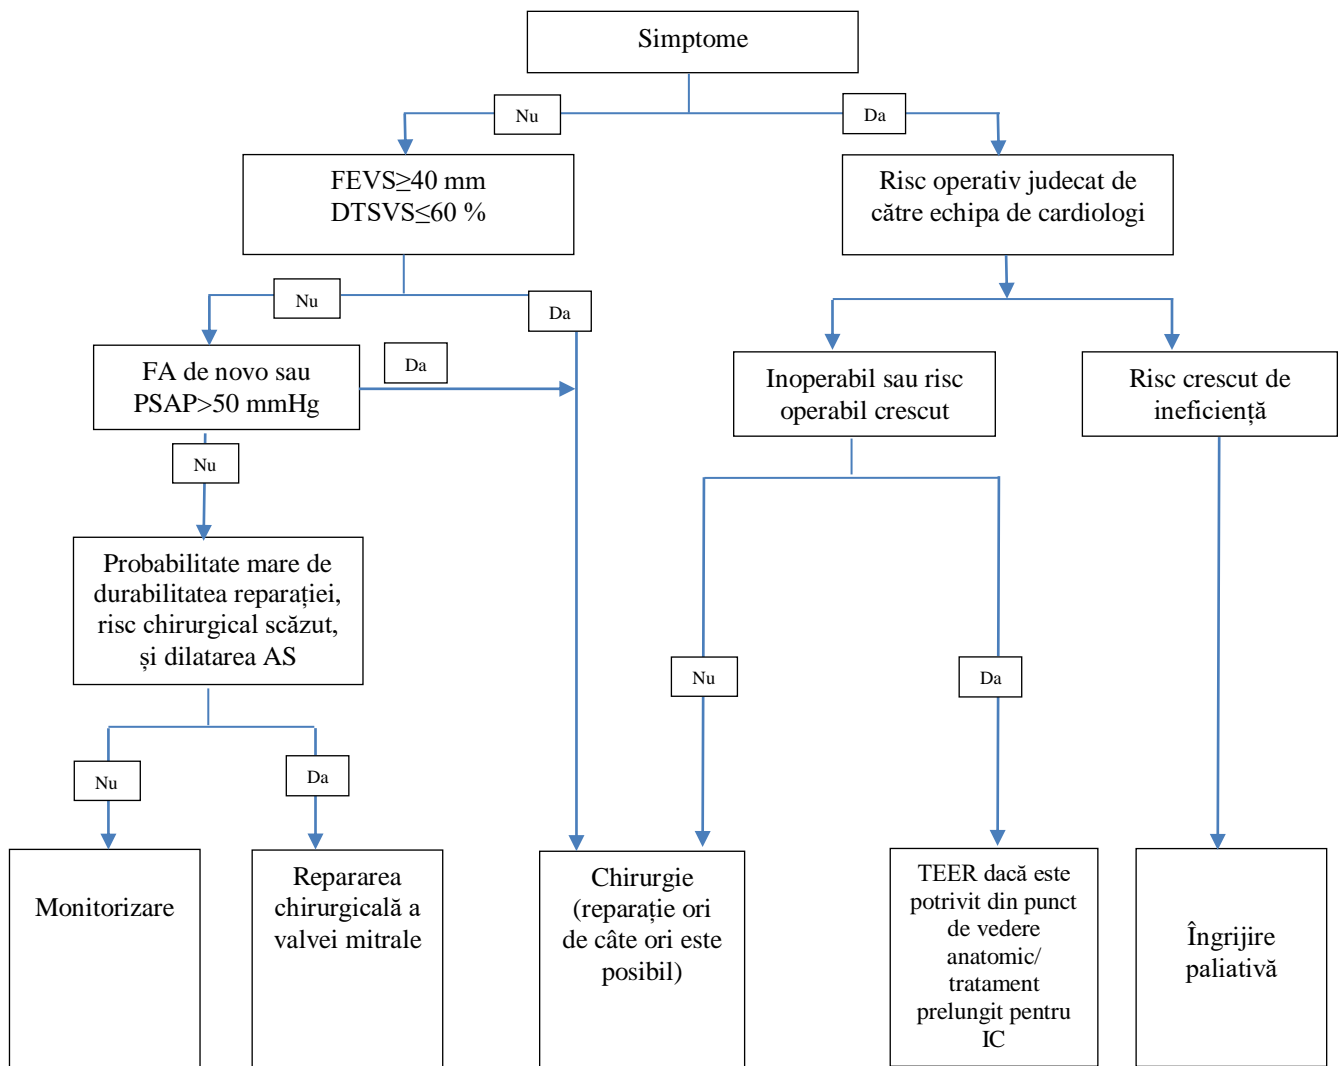 Simptome
Nu
Da
FEVS≥40 mm
DTSVS≤60 %
Risc operativ judecat de
către echipa de cardiologi
Nu
Da
FA de novo sau
PSAP>50 mmHg
Da
Inoperabil sau risc
operabil crescut
Risc crescut de
ineficiență
Nu
Probabilitate mare de
durabilitatea reparației,
risc chirurgical scăzut,
și dilatarea AS
Nu
Da
Nu
Da
Monitorizare
Repararea
chirurgicală a
valvei mitrale
Chirurgie
(reparație ori
de câte ori este
posibil)
TEER dacă este
potrivit din punct
de vedere
anatomic/
tratament
prelungit pentru
IC
Îngrijire
paliativă